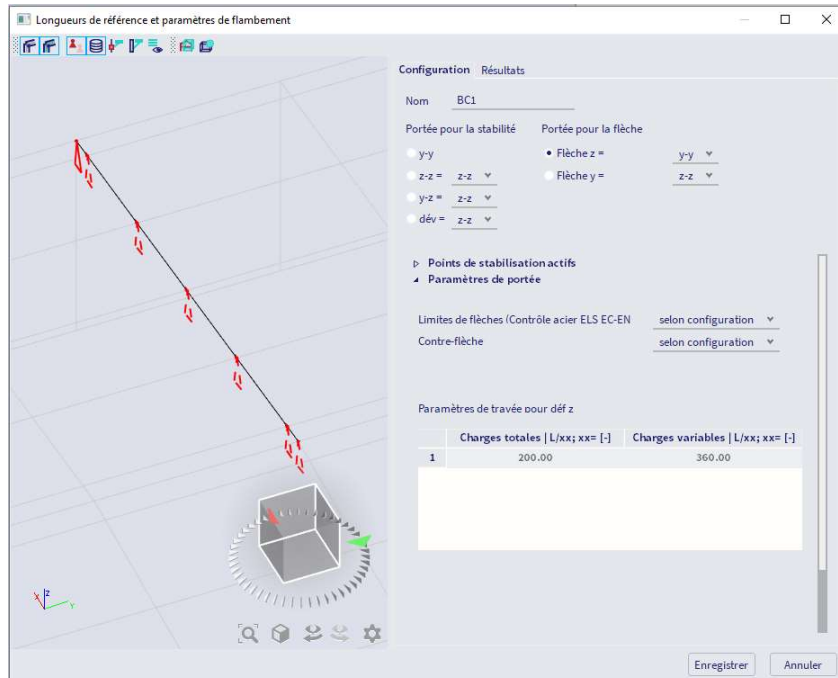 Longueurs de référence et paramètres de flambement
Configuration Résultats
Nom BC1
Portée pour la stabilité Portée pour la flèche
y-y Flèche z = y-y
z-z = z-z Flèche y = z-z
y-z = z-z
dév = z-z
Points de stabilisation actifs
Paramètres de portée
Limites de flèches (Contrôle acier ELS EC-EN selon configuration
Contre-flèche selon configuration
Paramètres de travée pour déf z
Charges totales | L/xx; xx= [-] Charges variables | L/xx; xx= [-]
1 200.00 360.00
X Z Y
Enregistrer Annuler